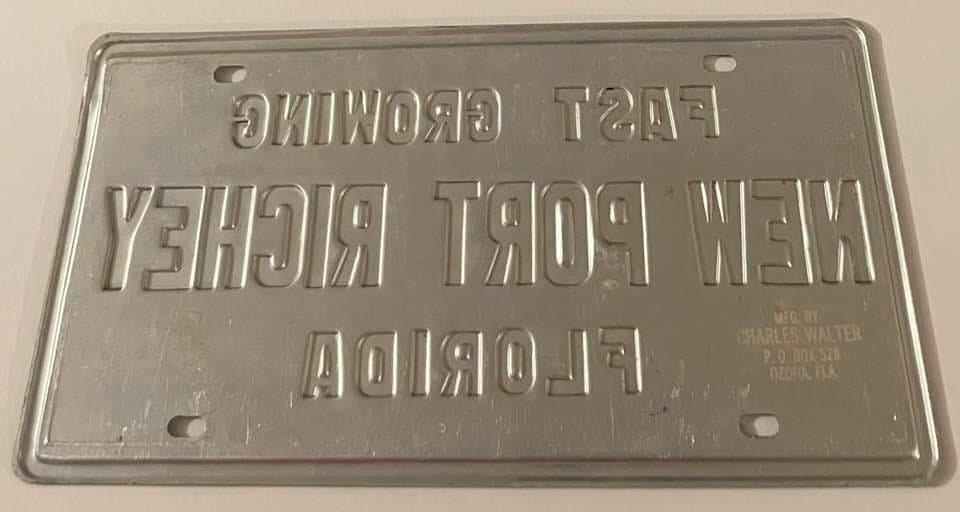 FAST GROWING
NEW PORT RICHEY
FLORIDA
MFG. BY
CHARLES WALTER
P. O. BOX 528
OZONA, FLA.